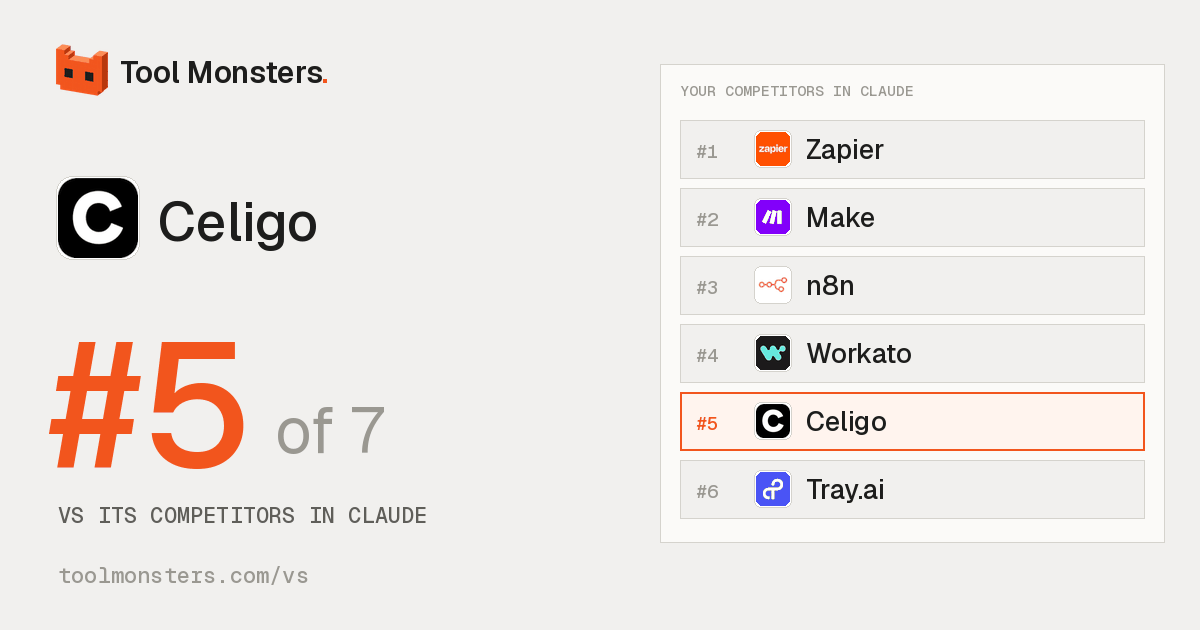 Tool Monsters.
Celigo
#5 of 7
VS ITS COMPETITORS IN CLAUDE
toolmonsters.com/vs
YOUR COMPETITORS IN CLAUDE
#1 zapier Zapier
#2 Make
#3 n8n
#4 Workato
#5 Celigo
#6 Tray.ai